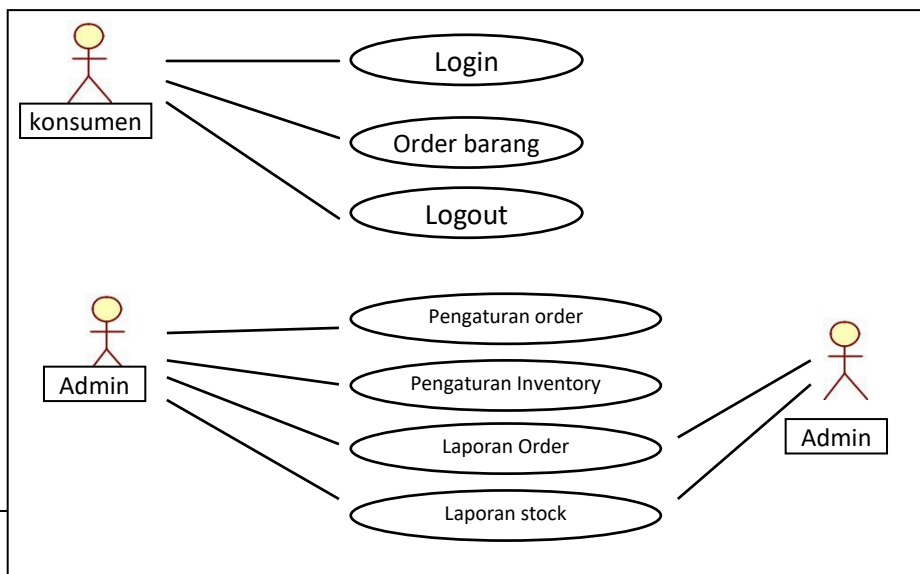 Login
konsumen
Order barang
Logout
Pengaturan order
Admin
Pengaturan Inventory
Laporan Order
Admin
Laporan stock